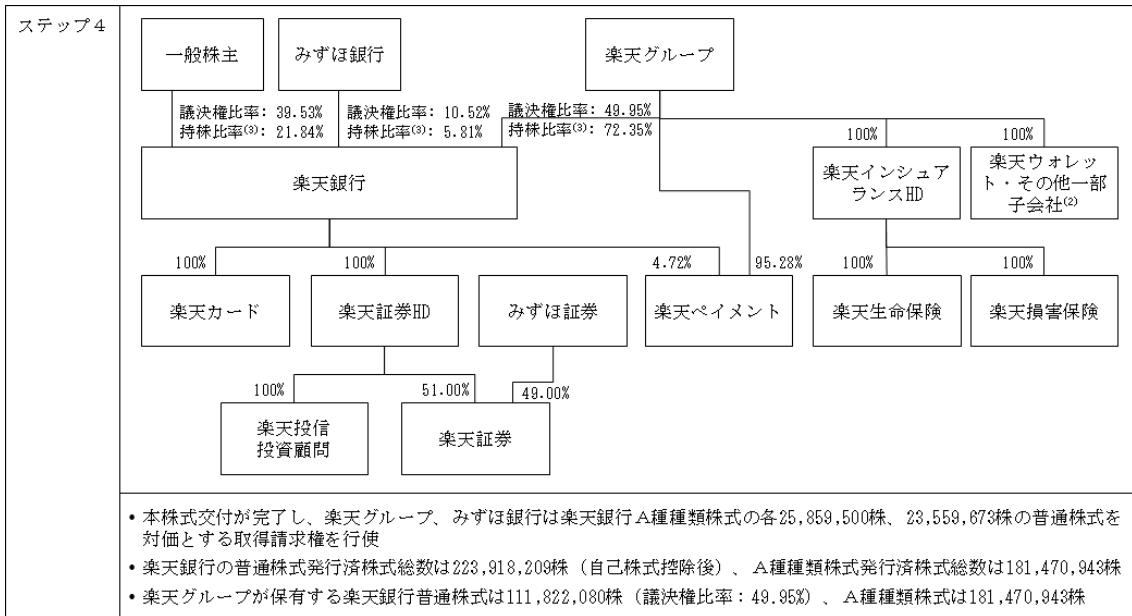 ステップ4
一般株主
みずほ銀行
楽天グループ
議決権比率: 39.53%
持株比率(3): 21.84%
議決権比率: 10.52%
持株比率(3): 5.81%
議決権比率: 49.95%
持株比率(3): 72.35%
100%
100%
楽天銀行
楽天インシュア
ランスHD
楽天ウォレッ
ト・その他一部
子会社(2)
100%
100%
4.72%
95.28%
100%
100%
楽天カード
楽天証券HD
みずほ証券
楽天ペイメント
楽天生命保険
楽天損害保険
100%
51.00%
49.00%
楽天投信
投資顧問
楽天証券
• 本株式交付が完了し、楽天グループ、みずほ銀行は楽天銀行A種種類株式の各25,859,500株、23,559,673株の普通株式を
対価とする取得請求権を行使
• 楽天銀行の普通株式発行済株式総数は223,918,209株（自己株式控除後）、A種種類株式発行済株式総数は181,470,943株
• 楽天グループが保有する楽天銀行普通株式は111,822,080株（議決権比率：49.95%）、A種種類株式は181,470,943株